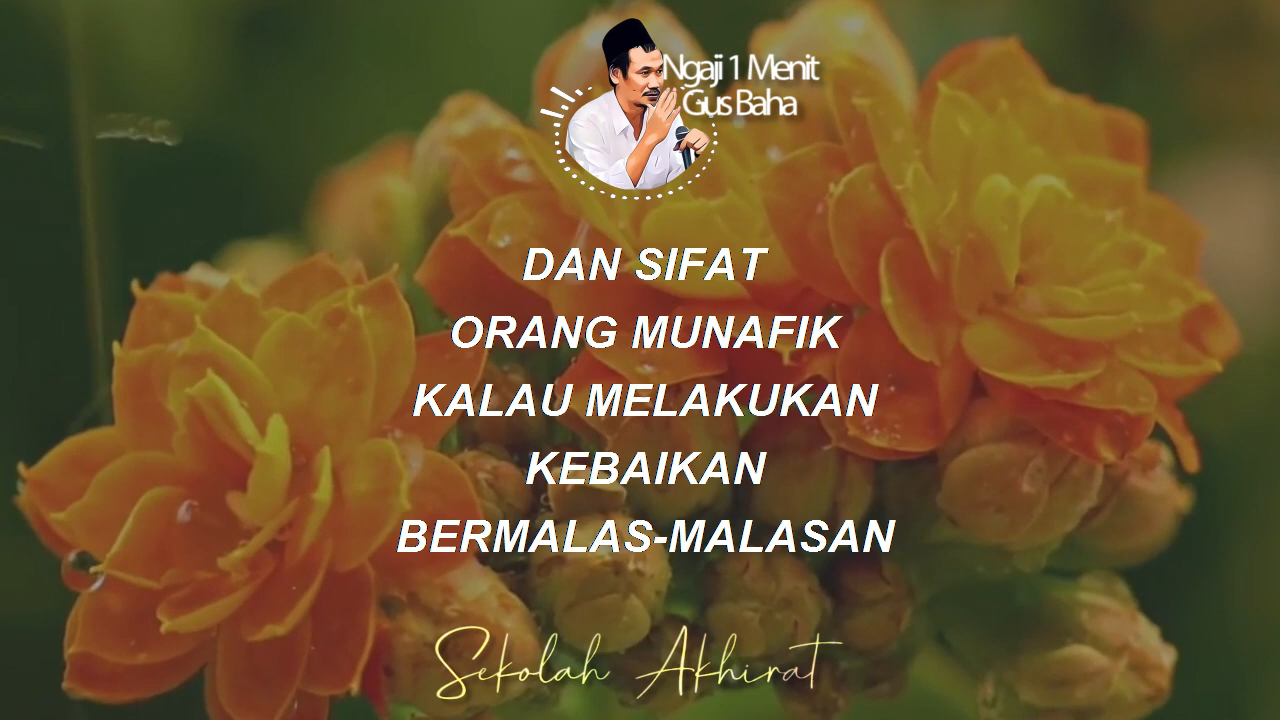 Ngaji 1 Menit
Gus Baha
DAN SIFAT
ORANG MUNAFIK
KALAU MELAKUKAN
KEBAIKAN
BERMALAS-MALASAN
Sekolah Akhirat